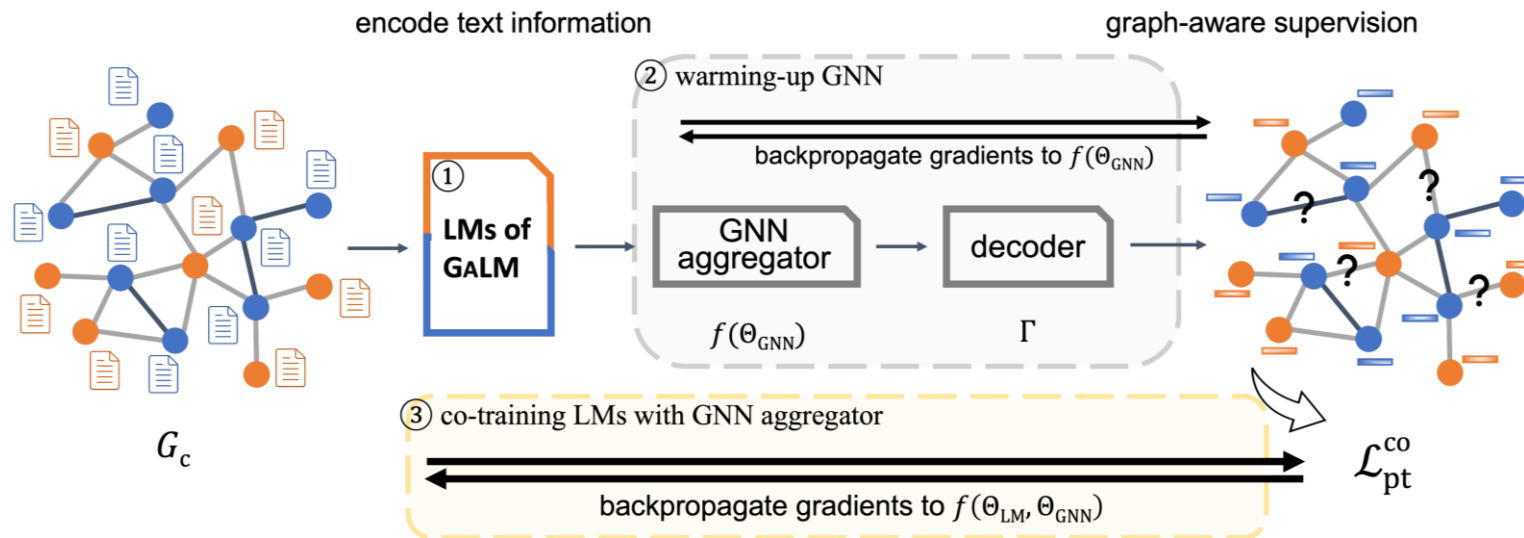 encode text information
graph-aware supervision
② warming-up GNN
backpropagate gradients to f(Θ_GNN)
①
LMs of
GALM
GNN
aggregator
decoder
f(Θ_GNN)
Γ
?
?
?
?
③ co-training LMs with GNN aggregator
backpropagate gradients to f(Θ_LM, Θ_GNN)
G_c
ℒ_pt^co